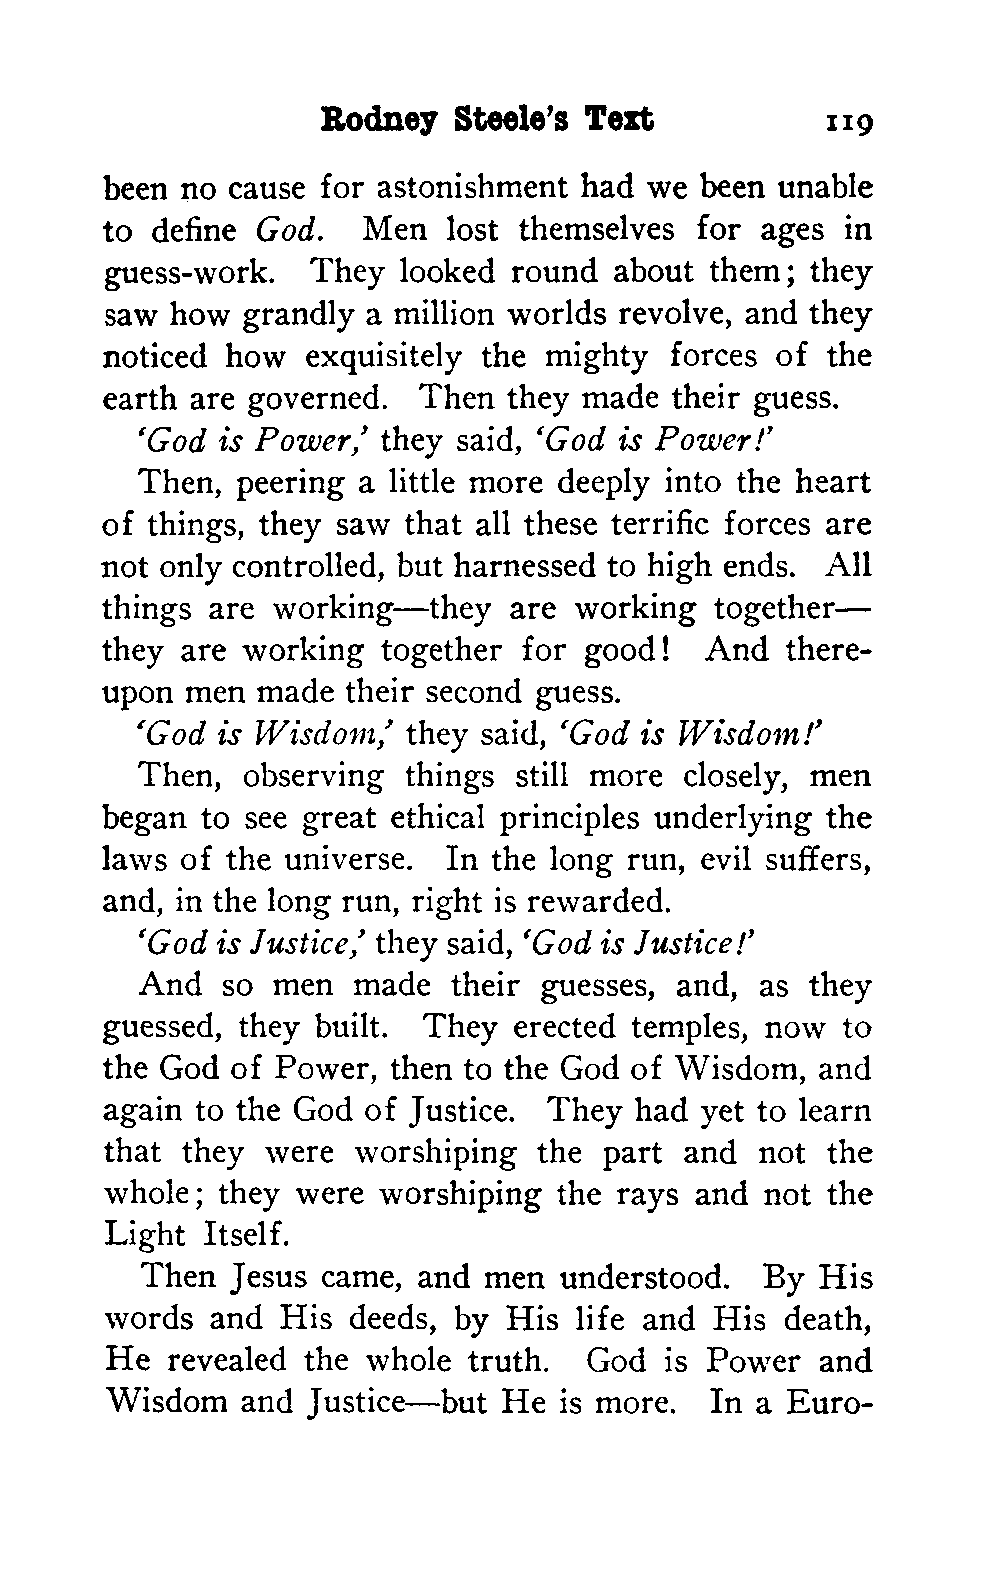 Rodney Steele's Text 119
been no cause for astonishment had we been unable
to define God. Men lost themselves for ages in
guess-work. They looked round about them; they
saw how grandly a million worlds revolve, and they
noticed how exquisitely the mighty forces of the
earth are governed. Then they made their guess.
'God is Power,' they said, 'God is Power!'
Then, peering a little more deeply into the heart
of things, they saw that all these terrific forces are
not only controlled, but harnessed to high ends. All
things are working—they are working together—
they are working together for good! And there-
upon men made their second guess.
'God is Wisdom,' they said, 'God is Wisdom!'
Then, observing things still more closely, men
began to see great ethical principles underlying the
laws of the universe. In the long run, evil suffers,
and, in the long run, right is rewarded.
'God is Justice,' they said, 'God is Justice!'
And so men made their guesses, and, as they
guessed, they built. They erected temples, now to
the God of Power, then to the God of Wisdom, and
again to the God of Justice. They had yet to learn
that they were worshiping the part and not the
whole; they were worshiping the rays and not the
Light Itself.
Then Jesus came, and men understood. By His
words and His deeds, by His life and His death,
He revealed the whole truth. God is Power and
Wisdom and Justice—but He is more. In a Euro-